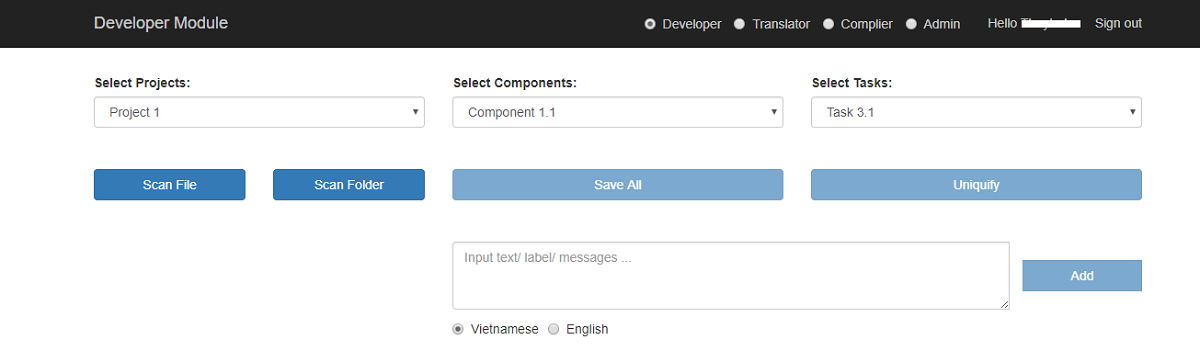 Developer Module Developer Translator Complier Admin Hello Sign out
Select Projects: Select Components: Select Tasks:
Project 1 Component 1.1 Task 3.1
Scan File Scan Folder Save All Uniquify
Input text/ label/ messages ...
Add
Vietnamese English